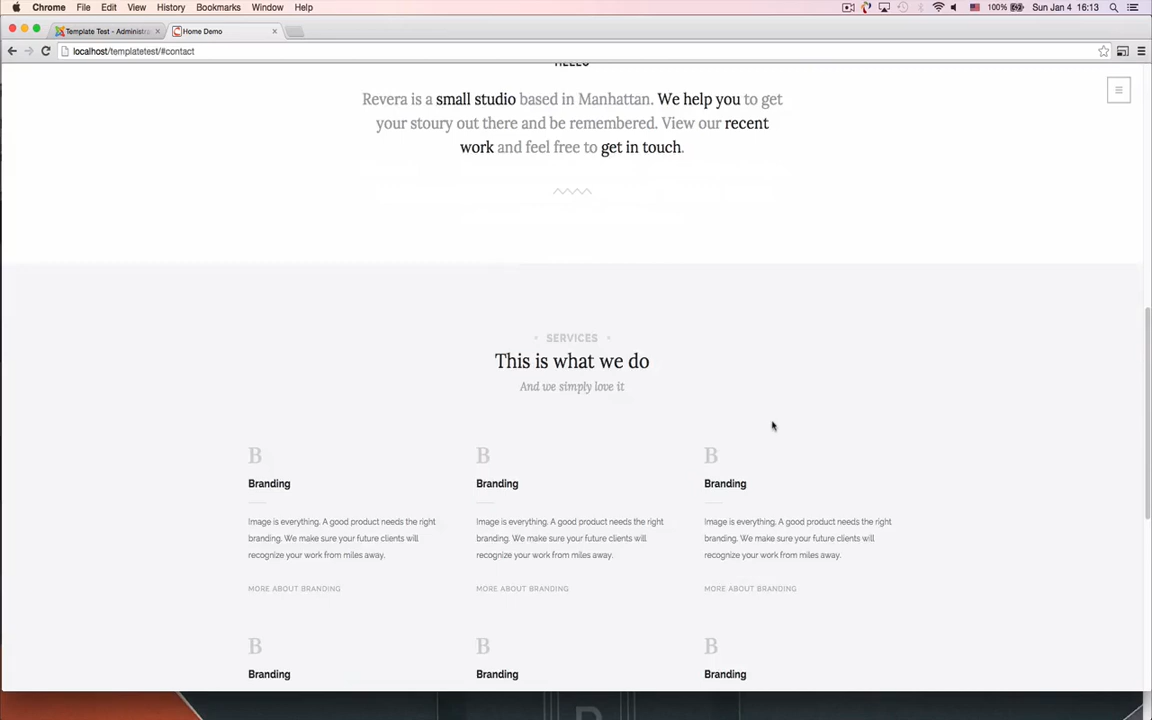 Chrome File Edit View History Bookmarks Window Help 100% Sun Jan 4 16:13
Template Test - Administra Home Demo
localhost/templatetest/#contact
HELLO
Revera is a small studio based in Manhattan. We help you to get
your stoury out there and be remembered. View our recent
work and feel free to get in touch.
SERVICES
This is what we do
And we simply love it
B B B
Branding Branding Branding
Image is everything. A good product needs the right Image is everything. A good product needs the right Image is everything. A good product needs the right
branding. We make sure your future clients will branding. We make sure your future clients will branding. We make sure your future clients will
recognize your work from miles away. recognize your work from miles away. recognize your work from miles away.
MORE ABOUT BRANDING MORE ABOUT BRANDING MORE ABOUT BRANDING
B B B
Branding Branding Branding